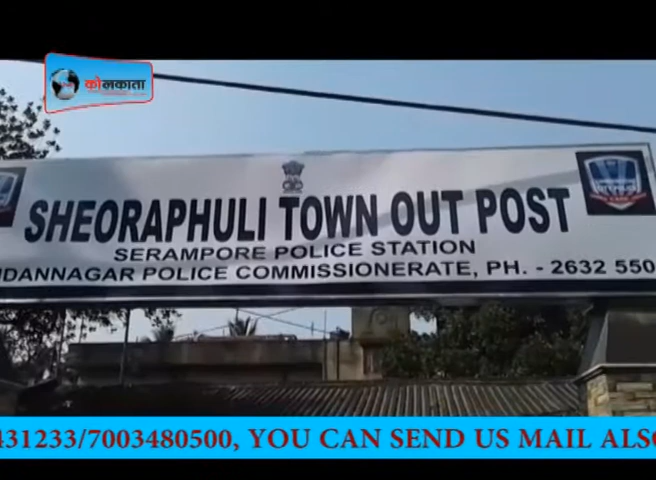 कोलकाता
SHEORAPHULI TOWN OUT POST
SERAMPORE POLICE STATION
DANNAGAR POLICE COMMISSIONERATE, PH. - 2632 550
431233/7003480500, YOU CAN SEND US MAIL ALSO